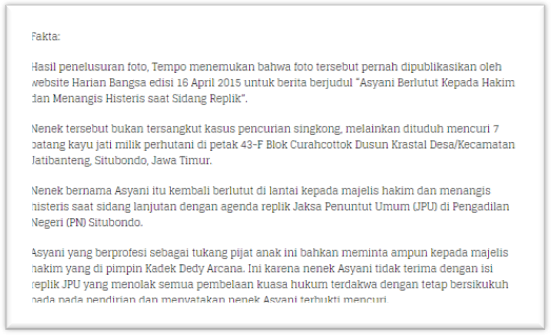 Fakta:
Hasil penelusuran foto, Tempo menemukan bahwa foto tersebut pernah dipublikasikan oleh
website Harian Bangsa edisi 16 April 2015 untuk berita berjudul "Asyani Berlutut Kepada Hakim
dan Menangis Histeris saat Sidang Replik".
Nenek tersebut bukan tersangkut kasus pencurian singkong, melainkan dituduh mencuri 7
batang kayu jati milik perhutani di petak 43-F Blok Curahcottok Dusun Krastal Desa/Kecamatan
Jatibanteng, Situbondo, Jawa Timur.
Nenek bernama Asyani itu kembali berlutut di lantai kepada majelis hakim dan menangis
histeris saat sidang lanjutan dengan agenda replik Jaksa Penuntut Umum (JPU) di Pengadilan
Negeri (PN) Situbondo.
Asyani yang berprofesi sebagai tukang pijat anak ini bahkan meminta ampun kepada majelis
hakim yang di pimpin Kadek Dedy Arcana. Ini karena nenek Asyani tidak terima dengan isi
replik JPU yang menolak semua pembelaan kuasa hukum terdakwa dengan tetap bersikukuh
pada pada pendirian dan menyatakan nenek Asyani terbukti mencuri.